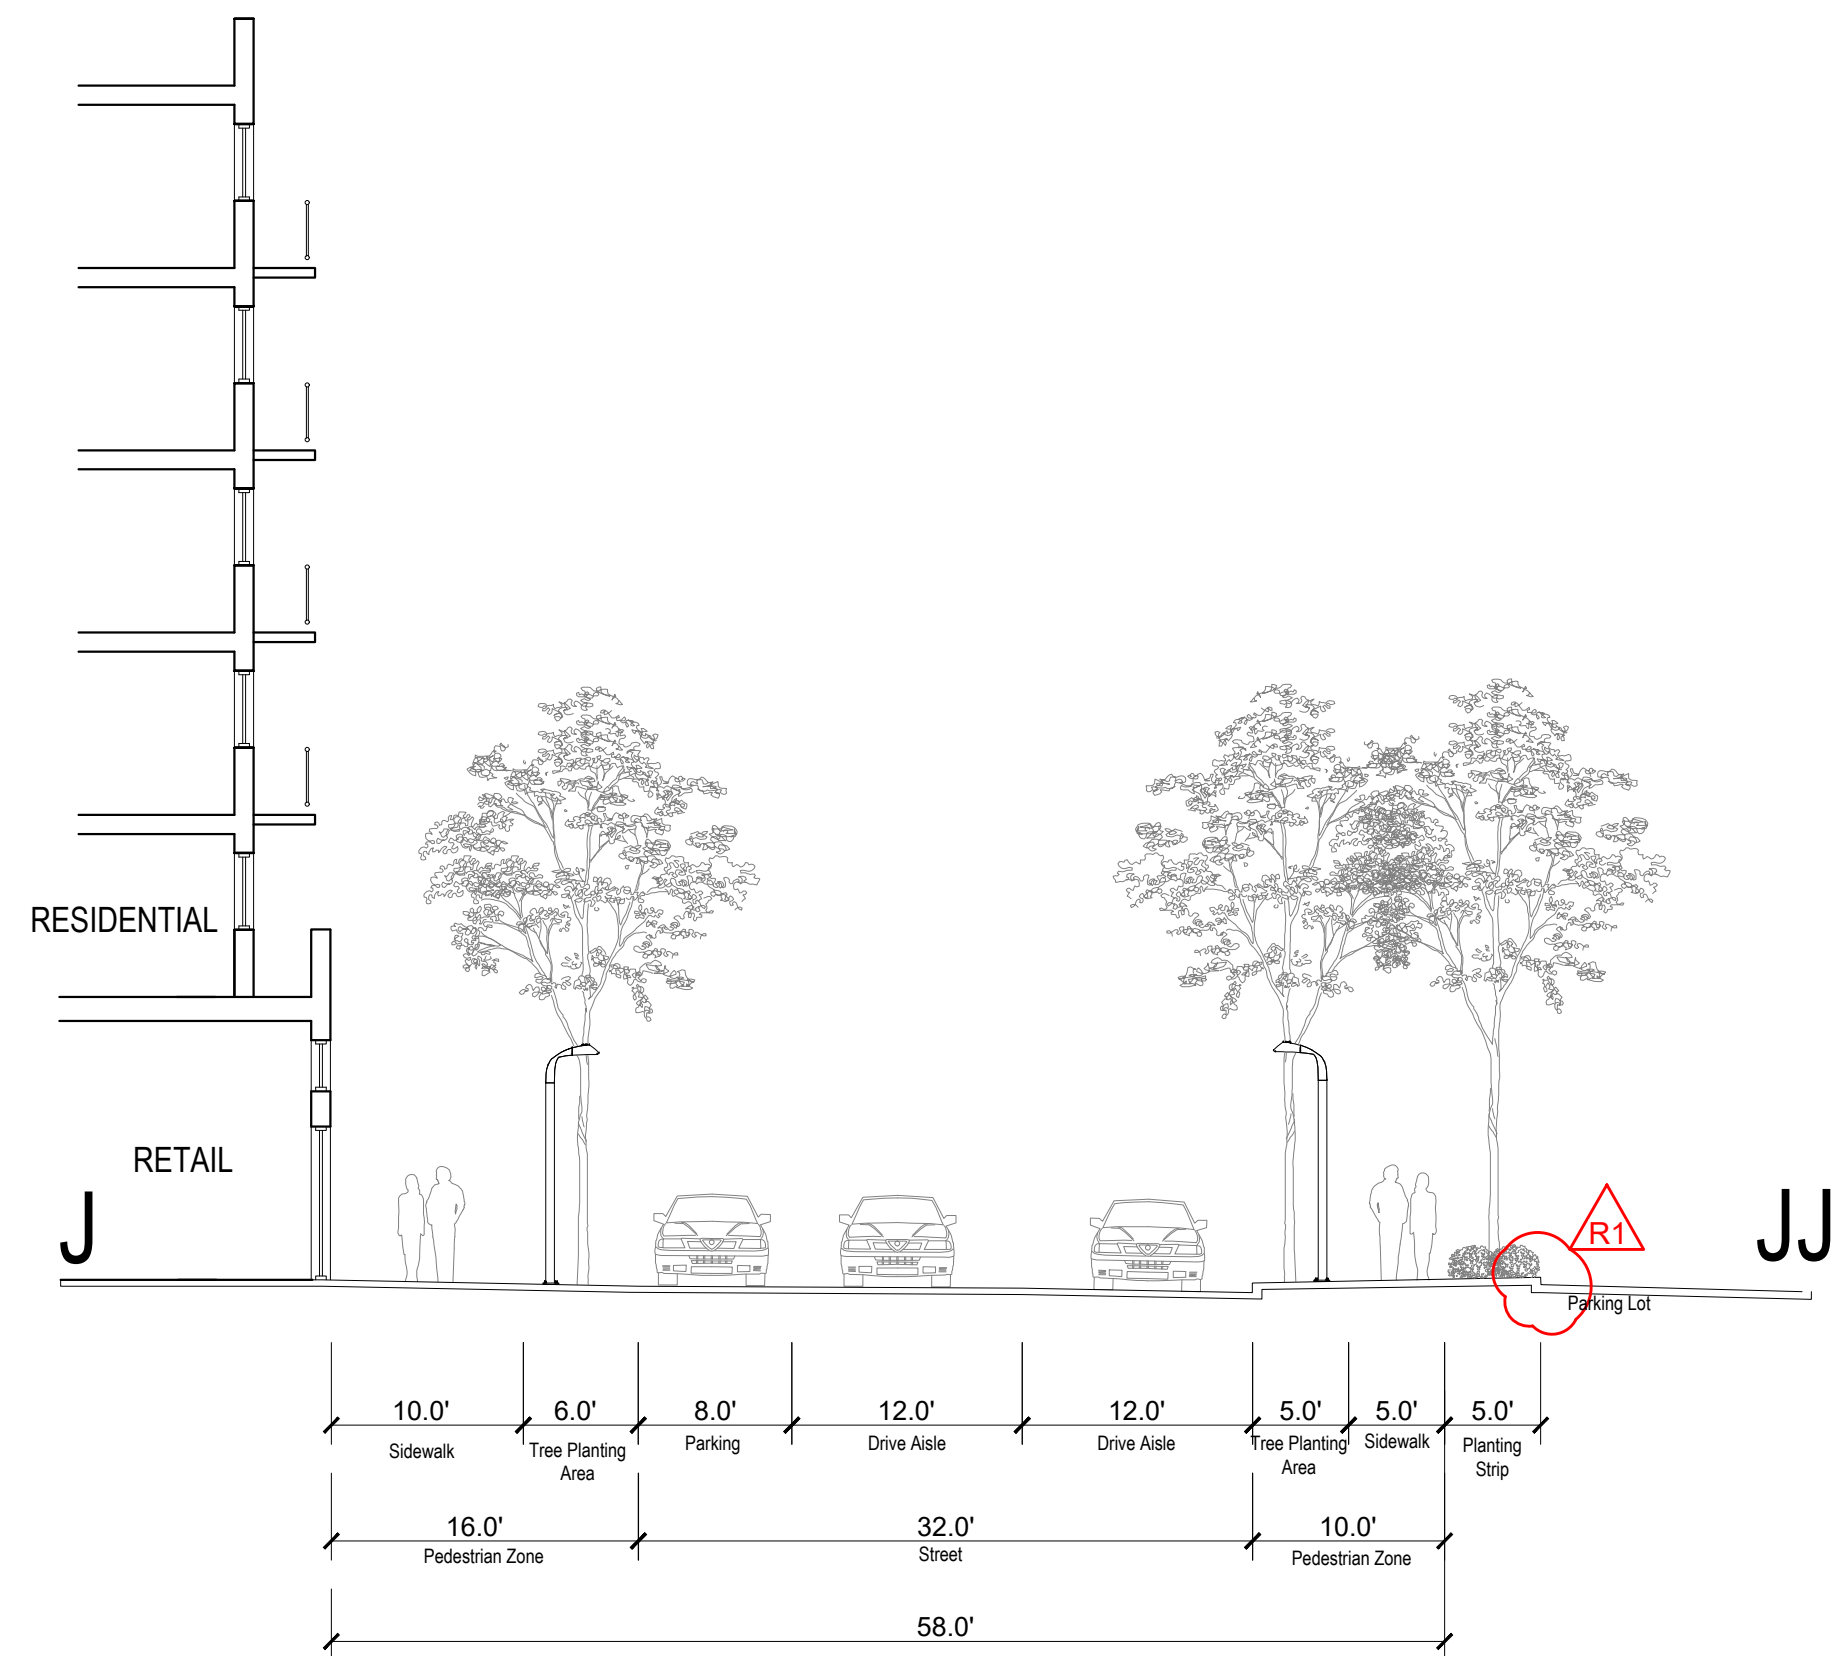 RESIDENTIAL
RETAIL
J
R1
JJ
Parking Lot
10.0' 6.0' 8.0' 12.0' 12.0' 5.0' 5.0' 5.0'
Sidewalk
Tree Planting
Area
Parking
Drive Aisle
Drive Aisle
Tree Planting
Area
Sidewalk
Planting
Strip
16.0' 32.0' 10.0'
Pedestrian Zone
Street
Pedestrian Zone
58.0'